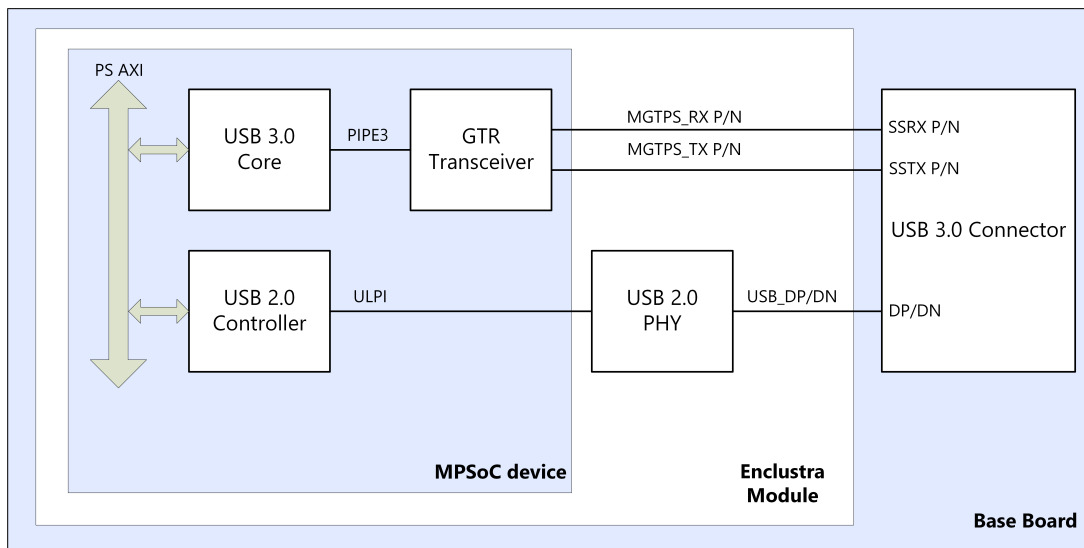 PS AXI
USB 3.0
Core
PIPE3
GTR
Transceiver
MGTPS_RX P/N
MGTPS_TX P/N
SSRX P/N
SSTX P/N
USB 3.0 Connector
USB 2.0
Controller
ULPI
USB 2.0
PHY
USB_DP/DN
DP/DN
MPSoC device
Enclustra
Module
Base Board